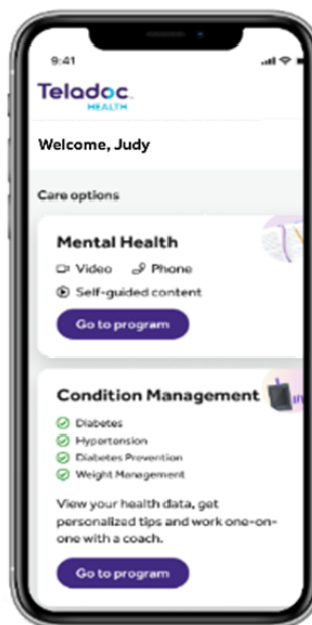 9:41
Teladoc
HEALTH
Welcome, Judy
Care options
Mental Health
Video Phone
Self-guided content
Go to program
Condition Management
Diabetes
Hypertension
Diabetes Prevention
Weight Management
View your health data, get
personalized tips and work one-on-
one with a coach.
Go to program